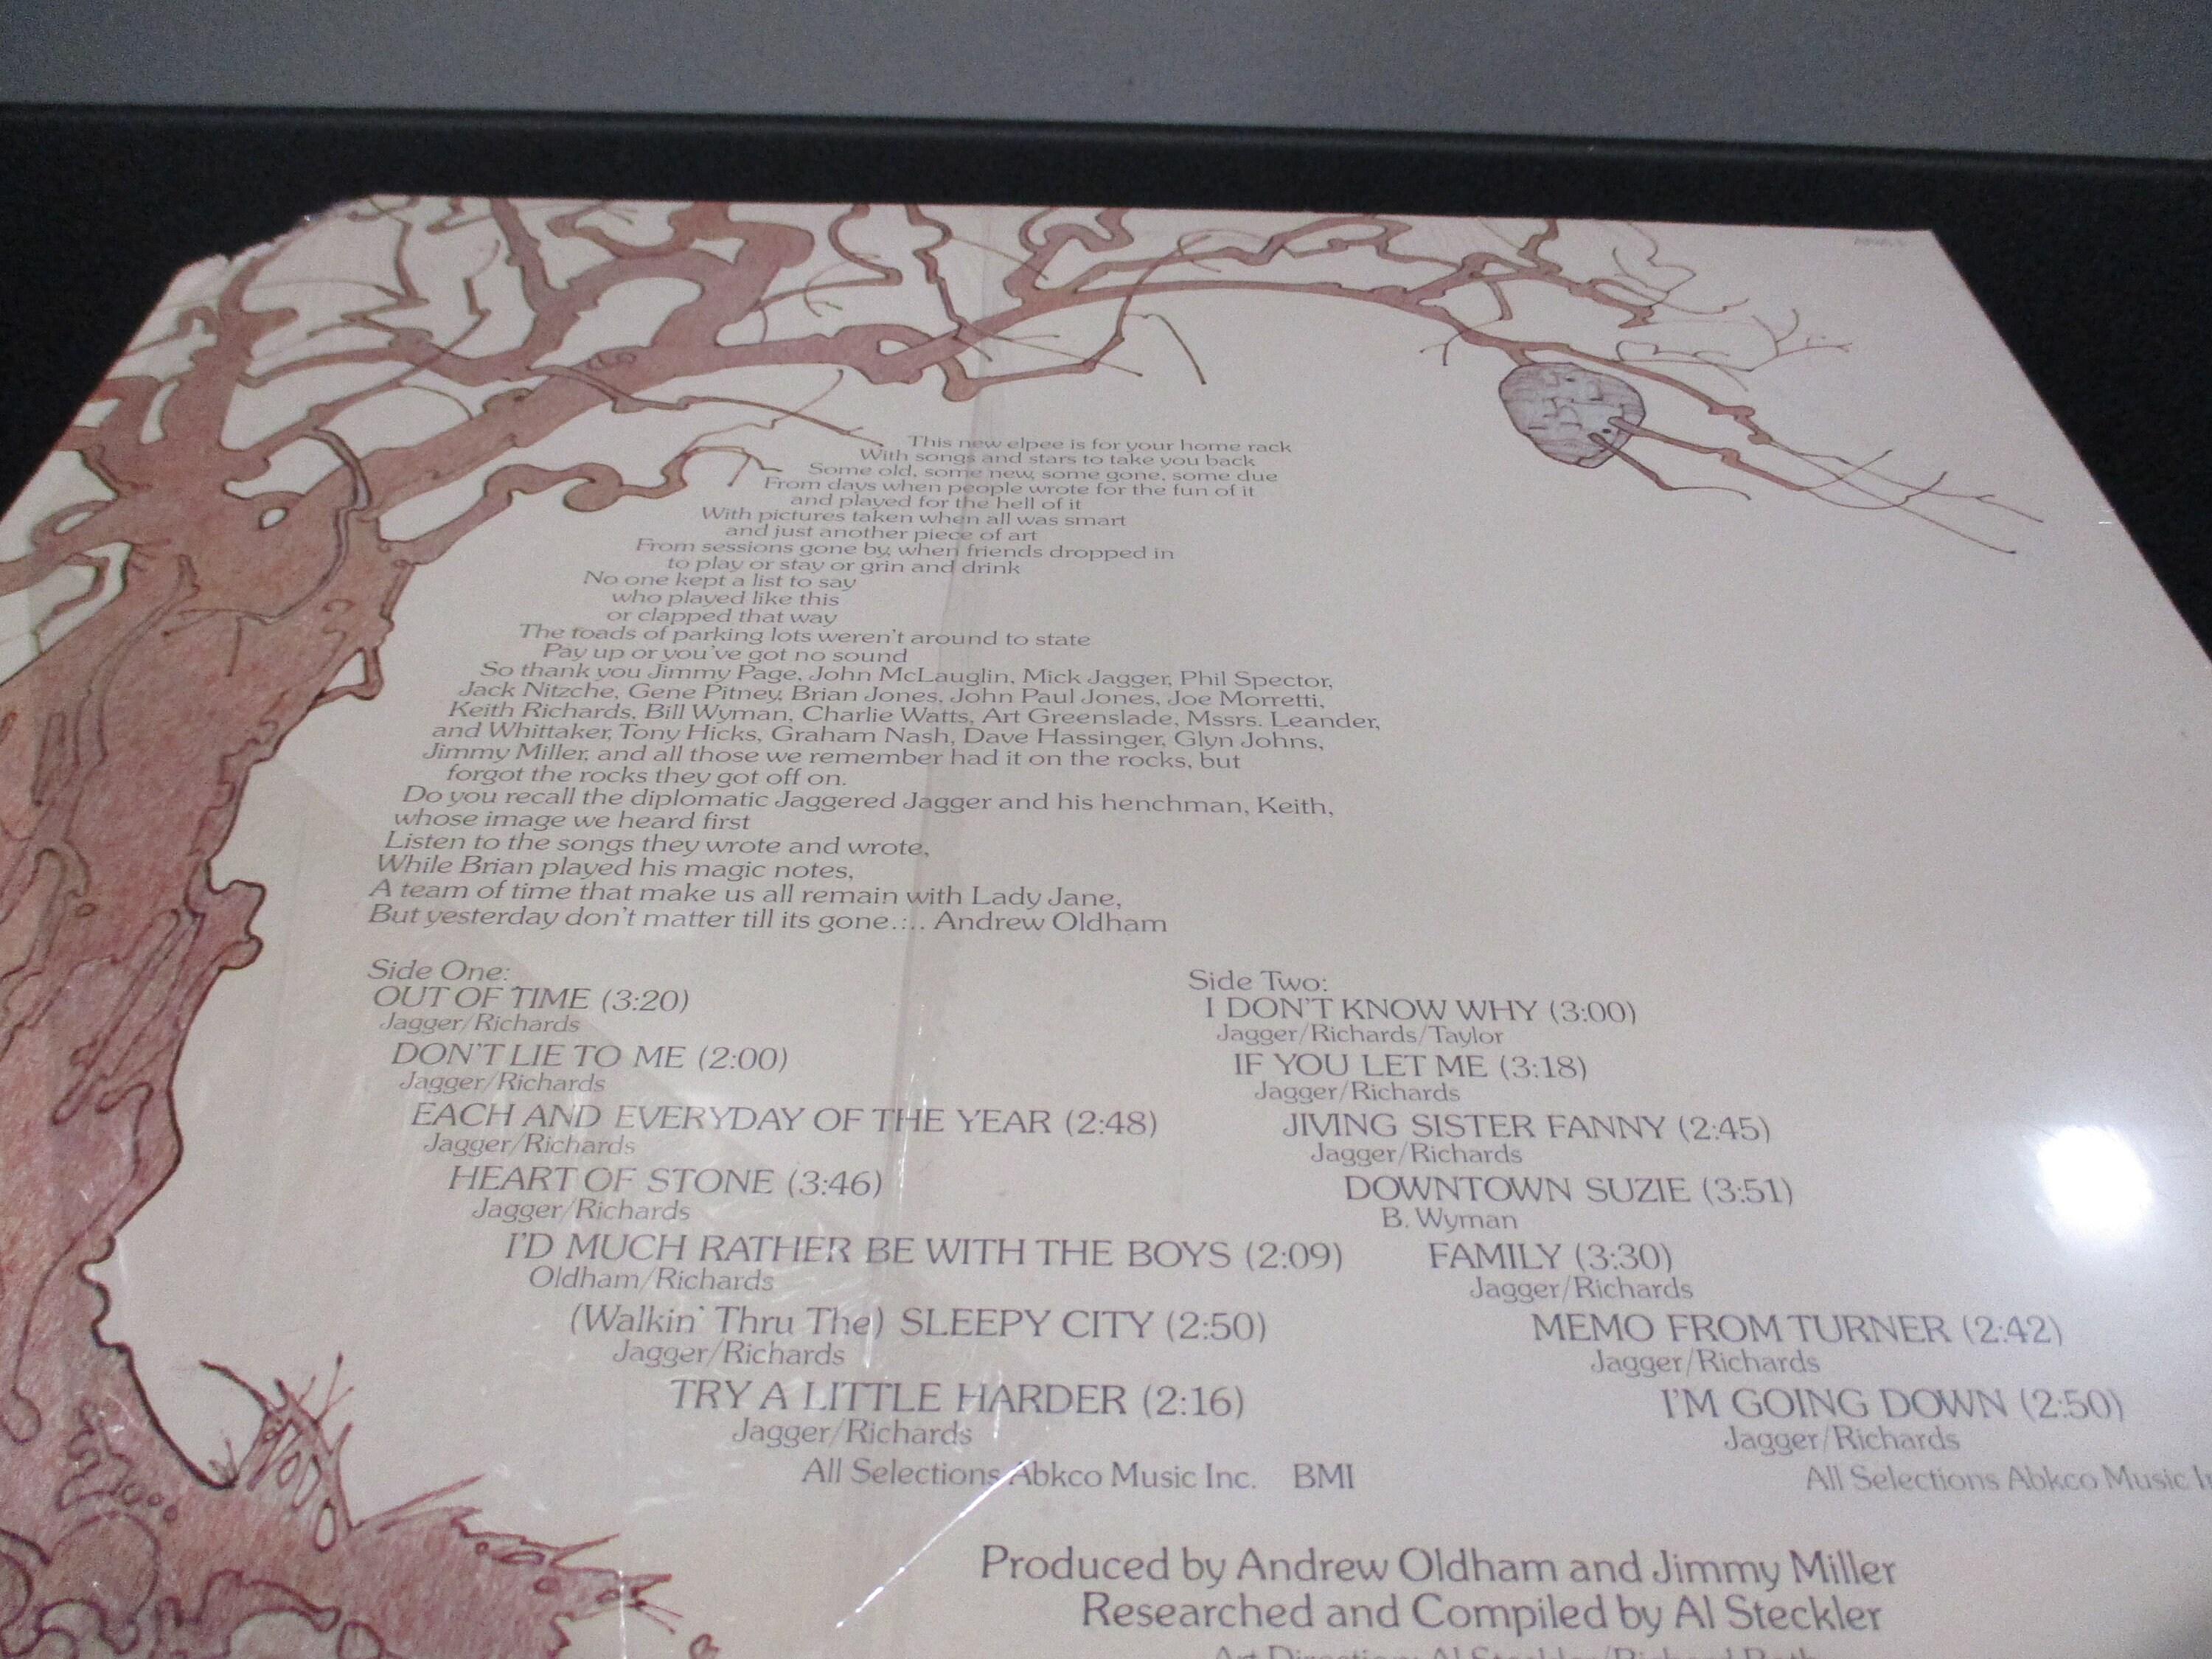 This new elpee is for your home rack
With songs and stars to take you back
Some old, some new, some gone, some due
From days when people wrote for the fun of it
and played for the hell of it
With pictures taken when all was smart
and just another piece of art
From sessions gone by, when friends dropped in
to play or stay or grin and drink
No one kept a list to say
who played like this
or clapped that way
The toads of parking lots weren't around to state
Pay up or you've got no sound
So thank you Jimmy Page, John McLauglin, Mick Jagger, Phil Spector,
Jack Nitzche, Gene Pitney, Brian Jones, John Paul Jones, Joe Morretti,
Keith Richards, Bill Wyman, Charlie Watts, Art Greenslade, Mssrs. Leander,
and Whittaker, Tony Hicks, Graham Nash, Dave Hassinger, Glyn Johns,
Jimmy Miller, and all those we remember had it on the rocks, but
forgot the rocks they got off on.
Do you recall the diplomatic Jaggered Jagger and his henchman, Keith,
whose image we heard first
Listen to the songs they wrote and wrote,
While Brian played his magic notes,
A team of time that make us all remain with Lady Jane,
But yesterday don't matter till its gone..... Andrew Oldham
Side One:
OUT OF TIME (3:20)
Jagger/Richards
DON'T LIE TO ME (2:00)
Jagger/Richards
EACH AND EVERYDAY OF THE YEAR (2:48)
Jagger/Richards
HEART OF STONE (3:46)
Jagger/Richards
I'D MUCH RATHER BE WITH THE BOYS (2:09)
Oldham/Richards
(Walkin' Thru The) SLEEPY CITY (2:50)
Jagger/Richards
TRY A LITTLE HARDER (2:16)
Jagger/Richards
All Selections Abkco Music Inc. BMI
Side Two:
I DON'T KNOW WHY (3:00)
Jagger/Richards/Taylor
IF YOU LET ME (3:18)
Jagger/Richards
JIVING SISTER FANNY (2:45)
Jagger/Richards
DOWNTOWN SUZIE (3:51)
B. Wyman
FAMILY (3:30)
Jagger/Richards
MEMO FROM TURNER (2:42)
Jagger/Richards
I'M GOING DOWN (2:50)
Jagger/Richards
All Selections Abkco Music
Produced by Andrew Oldham and Jimmy Miller
Researched and Compiled by Al Steckler
Art Direction: Al Steckler/Richard